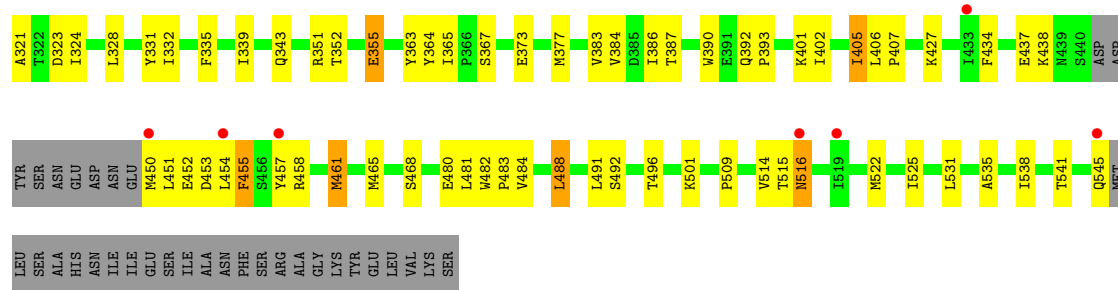 A321 T322 D323 I324 L328 Y331 I332 F335 I339 Q343 R351 T352 E355 Y363 Y364 I365 P366 S367 E373 M377 V383 V384 D385 I386 T387 W390 E391 Q392 P393 K401 I402 I405 L406 P407 K427 I433 F434 E437 K438 N439 S440 ASP ASP
TYR SER ASN GLU ASP ASN GLU M450 L451 E452 D453 L454 F455 S456 Y457 R458 M461 M465 S468 E480 L481 W482 P483 V484 L488 L491 S492 T496 K501 P509 V514 T515 N516 I519 M522 I525 L531 A535 I538 T541 Q545 MET
LEU SER ALA HIS ASN ILE ILE GLU SER ILE ALA ASN PHE SER ARG ALA GLY LYS TYR GLU LEU VAL LYS SER